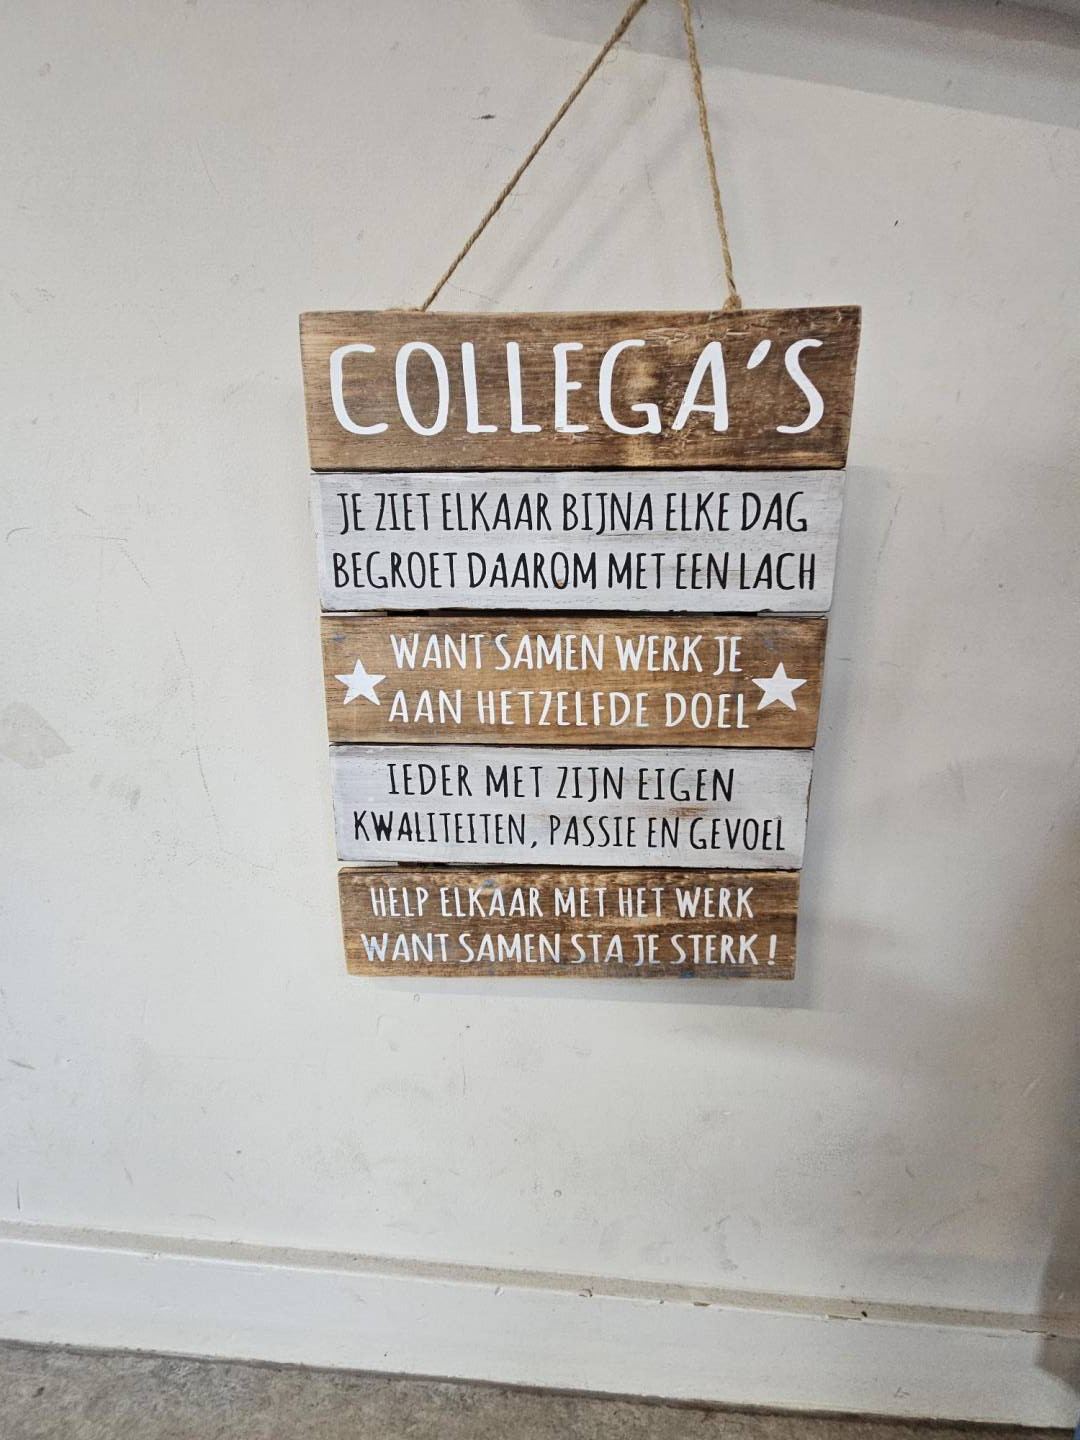 COLLEGA'S
JE ZIET ELKAAR BIJNA ELKE DAG
BEGROET DAAROM MET EEN LACH
WANT SAMEN WERK JE
AAN HETZELFDE DOEL
IEDER MET ZIJN EIGEN
KWALITEITEN, PASSIE EN GEVOEL
HELP ELKAAR MET HET WERK
WANT SAMEN STA JE STERK!